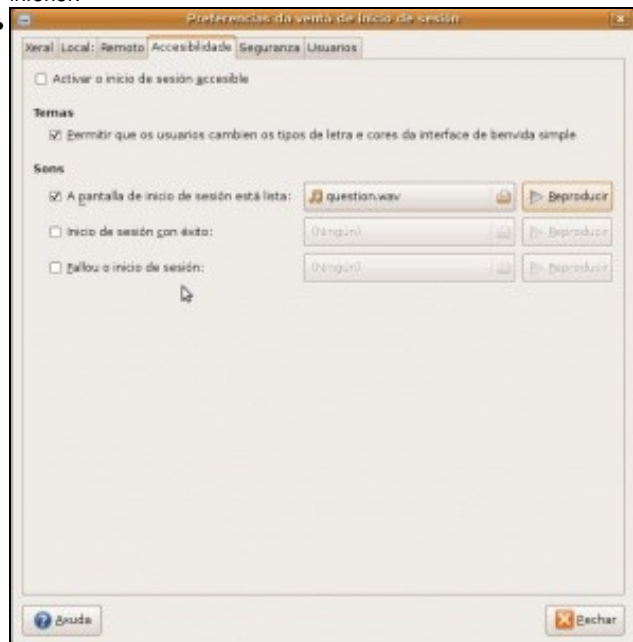 Preferencias da venta de inicio de sesión
Xeral Local: Remoto Accesibilidade Seguranza Usuarios
Activar o inicio de sesión accesible
Temas
Permitir que os usuarios cambien os tipos de letra e cores da interface de benvida simple
Sons
A pantalla de inicio de sesión está lista: question.wav Reproducir
Inicio de sesión con éxito: (Ningún) Reproducir
Fallou o inicio de sesión: (Ningún) Reproducir
Axuda Pechar